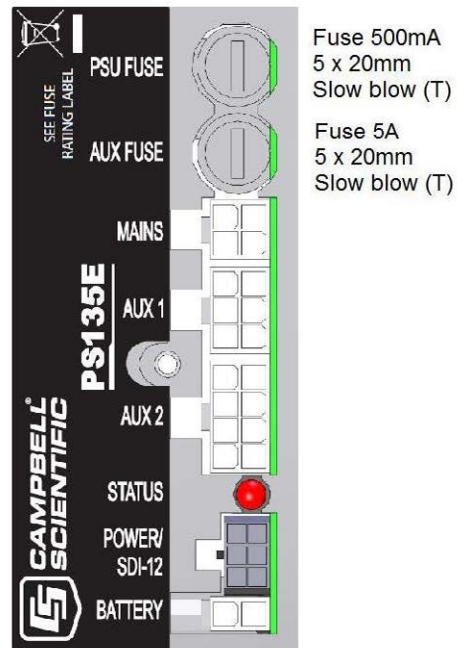 PSU FUSE
SEE FUSE
RATING LABEL
AUX FUSE
MAINS
PS135E
AUX 1
AUX 2
STATUS
POWER/
SDI-12
BATTERY
CAMPBELL®
SCIENTIFIC
Fuse 500mA
5 x 20mm
Slow blow (T)
Fuse 5A
5 x 20mm
Slow blow (T)